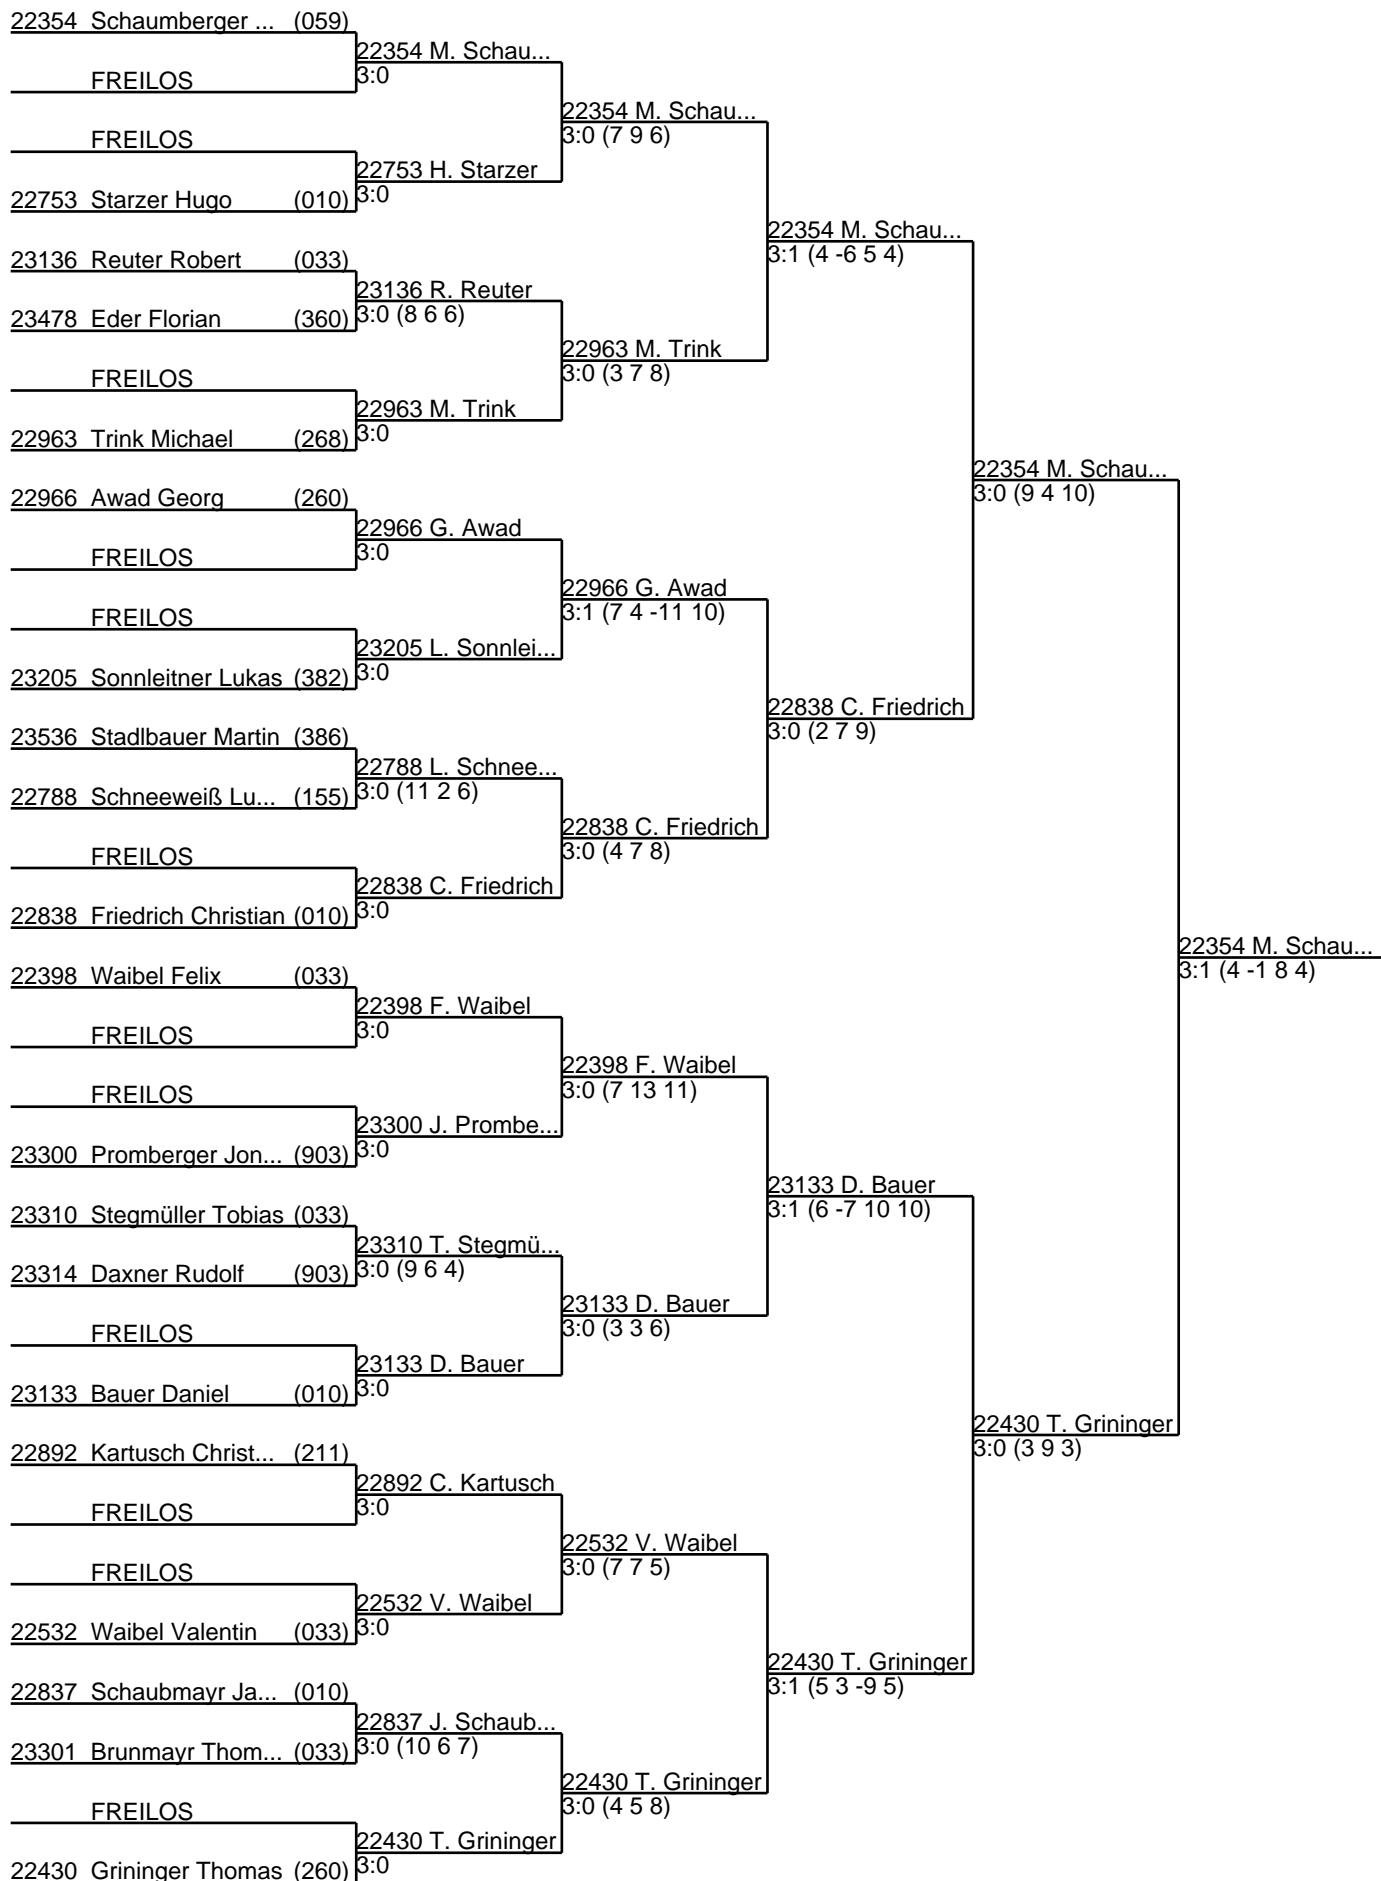 22354 Schaumberger ... (059)
22354 M. Schau...
3:0
FREILOS
22354 M. Schau...
3:0 (7 9 6)
FREILOS
22753 H. Starzer
3:0
22753 Starzer Hugo (010)
22354 M. Schau...
3:1 (4 -6 5 4)
23136 Reuter Robert (033)
23136 R. Reuter
3:0 (8 6 6)
23478 Eder Florian (360)
22963 M. Trink
3:0 (3 7 8)
FREILOS
22963 M. Trink
3:0
22963 Trink Michael (268)
22354 M. Schau...
3:0 (9 4 10)
22966 Awad Georg (260)
22966 G. Awad
3:0
FREILOS
22966 G. Awad
3:1 (7 4 -11 10)
FREILOS
23205 L. Sonnlei...
3:0
23205 Sonnleitner Lukas (382)
22838 C. Friedrich
3:0 (2 7 9)
23536 Stadlbauer Martin (386)
22788 L. Schnee...
3:0 (11 2 6)
22788 Schneeweiß Lu... (155)
22838 C. Friedrich
3:0 (4 7 8)
FREILOS
22838 C. Friedrich
3:0
22838 Friedrich Christian (010)
22354 M. Schau...
3:1 (4 -1 8 4)
22398 Waibel Felix (033)
22398 F. Waibel
3:0
FREILOS
22398 F. Waibel
3:0 (7 13 11)
FREILOS
23300 J. Prombe...
3:0
23300 Promberger Jon... (903)
23133 D. Bauer
3:1 (6 -7 10 10)
23310 Stegmüller Tobias (033)
23310 T. Stegmü...
3:0 (9 6 4)
23314 Daxner Rudolf (903)
23133 D. Bauer
3:0 (3 3 6)
FREILOS
23133 D. Bauer
3:0
23133 Bauer Daniel (010)
22430 T. Grininger
3:0 (3 9 3)
22892 Kartusch Christ... (211)
22892 C. Kartusch
3:0
FREILOS
22532 V. Waibel
3:0 (7 7 5)
FREILOS
22532 V. Waibel
3:0
22532 Waibel Valentin (033)
22430 T. Grininger
3:1 (5 3 -9 5)
22837 Schaubmayr Ja... (010)
22837 J. Schaub...
3:0 (10 6 7)
23301 Brunmayr Thom... (033)
22430 T. Grininger
3:0 (4 5 8)
FREILOS
22430 T. Grininger
3:0
22430 Grininger Thomas (260)